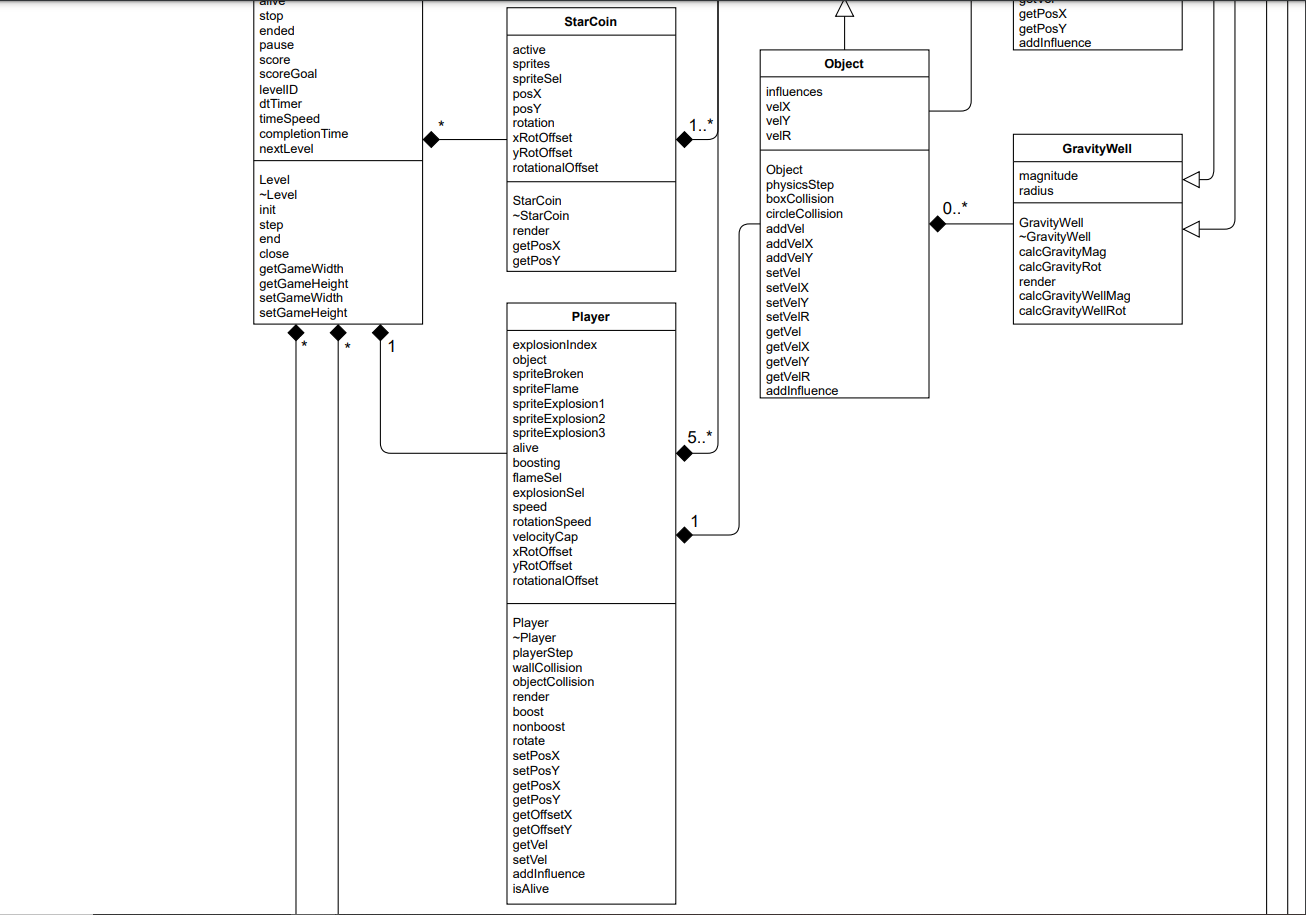 alive
stop
ended
pause
score
scoreGoal
levelID
dtTimer
timeSpeed
completionTime
nextLevel
Level
~Level
init
step
end
close
getGameWidth
getGameHeight
setGameWidth
setGameHeight
*
*
*
1
StarCoin
active
sprites
spriteSel
posX
posY
rotation
xRotOffset
yRotOffset
rotationalOffset
StarCoin
~StarCoin
render
getPosX
getPosY
1..*
Player
explosionIndex
object
spriteBroken
spriteFlame
spriteExplosion1
spriteExplosion2
spriteExplosion3
alive
boosting
flameSel
explosionSel
speed
rotationSpeed
velocityCap
xRotOffset
yRotOffset
rotationalOffset
Player
~Player
playerStep
wallCollision
objectCollision
render
boost
nonboost
rotate
setPosX
setPosY
getPosX
getPosY
getOffsetX
getOffsetY
getVel
setVel
addInfluence
isAlive
5..*
1
Object
influences
velX
velY
velR
Object
physicsStep
boxCollision
circleCollision
addVel
addVelX
addVelY
setVel
setVelX
setVelY
setVelR
getVel
getVelX
getVelY
getVelR
addInfluence
0..*
getPosX
getPosY
addInfluence
GravityWell
magnitude
radius
GravityWell
~GravityWell
calcGravityMag
calcGravityRot
render
calcGravityWellMag
calcGravityWellRot